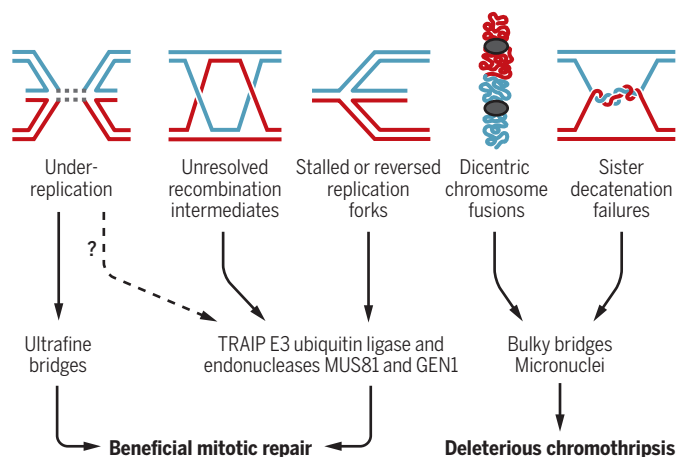 Under-
replication
Unresolved
recombination
intermediates
Stalled or reversed
replication
forks
Dicentric
chromosome
fusions
Sister
decatenation
failures
?
Ultrafine
bridges
TRAIP E3 ubiquitin ligase and
endonucleases MUS81 and GEN1
Bulky bridges
Micronuclei
Beneficial mitotic repair
Deleterious chromothripsis